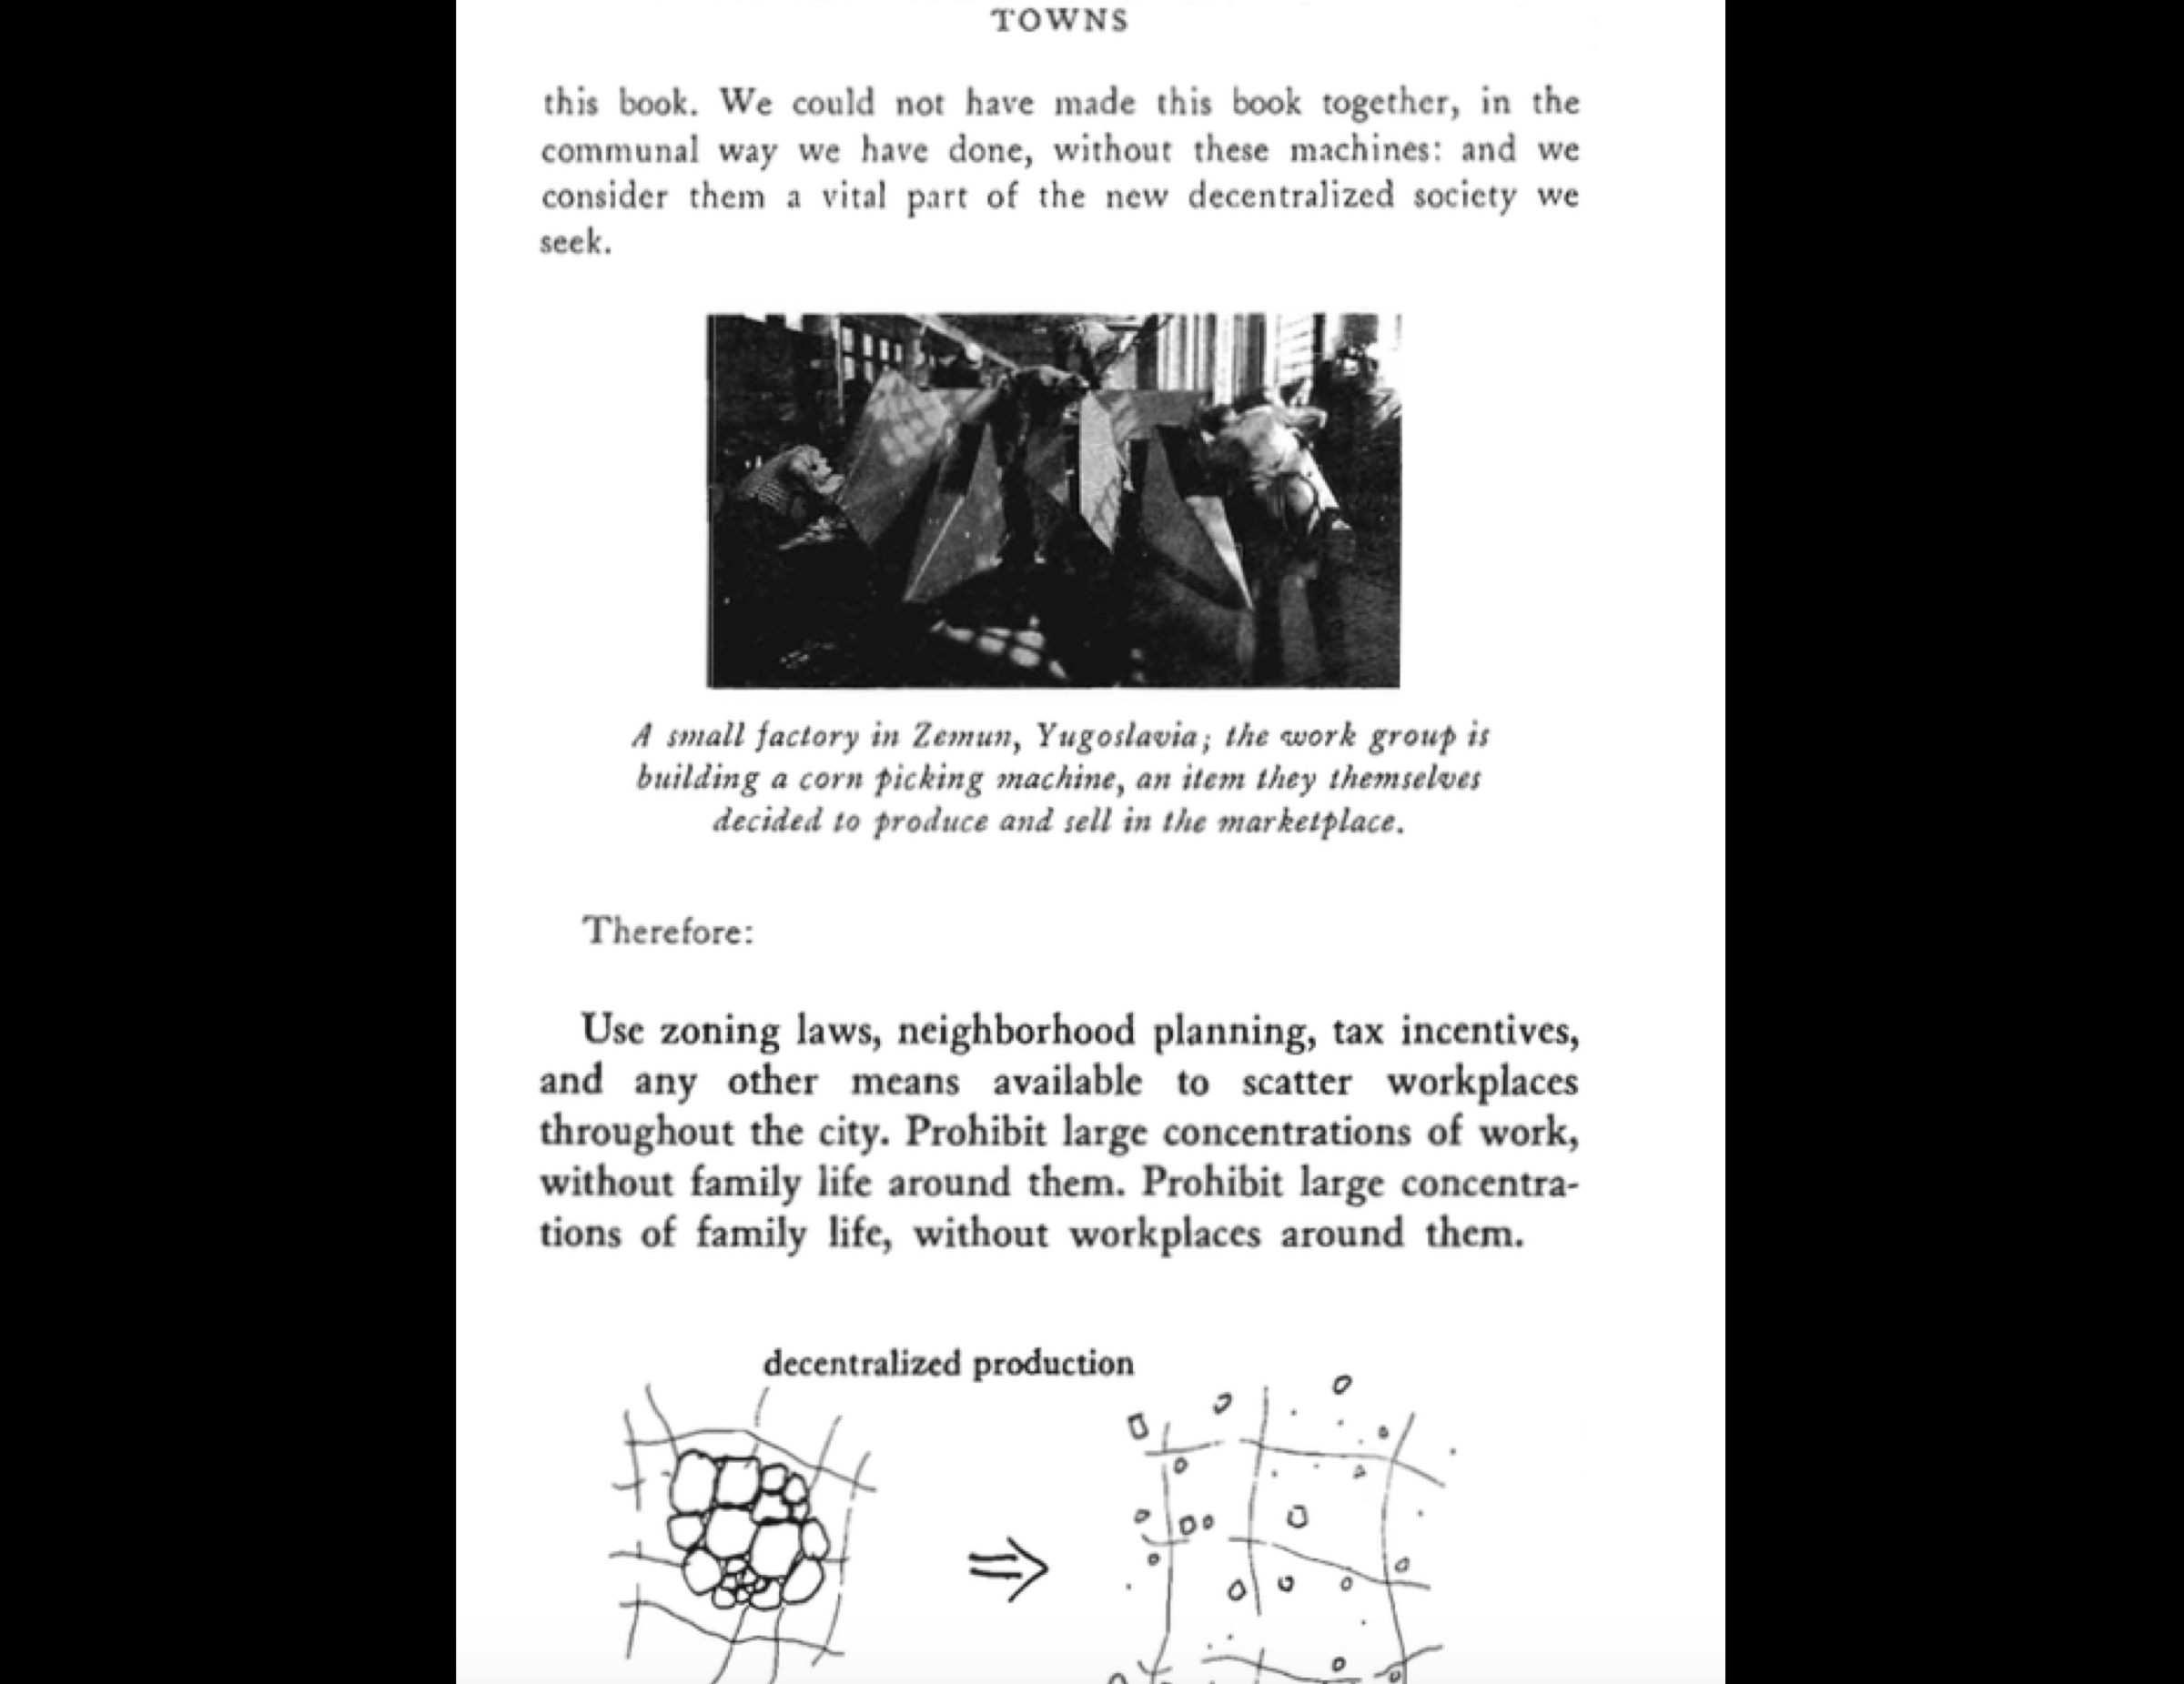 TOWNS
this book. We could not have made this book together, in the
communal way we have done, without these machines: and we
consider them a vital part of the new decentralized society we
seek.
A small factory in Zemun, Yugoslavia; the work group is
building a corn picking machine, an item they themselves
decided to produce and sell in the marketplace.
Therefore:
Use zoning laws, neighborhood planning, tax incentives,
and any other means available to scatter workplaces
throughout the city. Prohibit large concentrations of work,
without family life around them. Prohibit large concentra-
tions of family life, without workplaces around them.
decentralized production